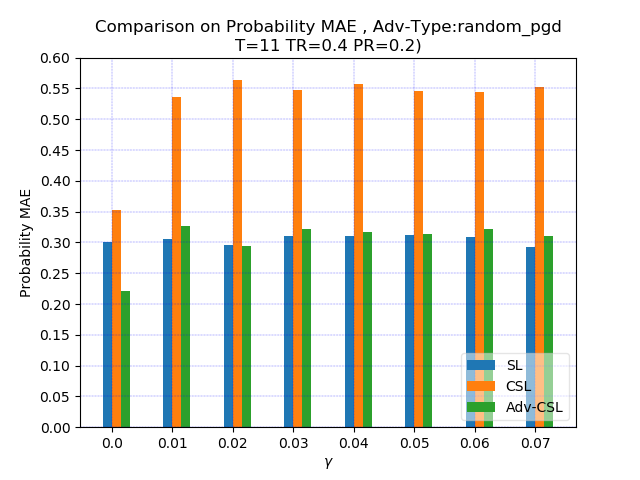 Comparison on Probability MAE , Adv-Type:random_pgd
T=11 TR=0.4 PR=0.2)
0.60
0.55
0.50
0.45
0.40
0.35
0.30
0.25
0.20
0.15
0.10
0.05
0.00
Probability MAE
SL
CSL
Adv-CSL
0.0 0.01 0.02 0.03 0.04 0.05 0.06 0.07
γ